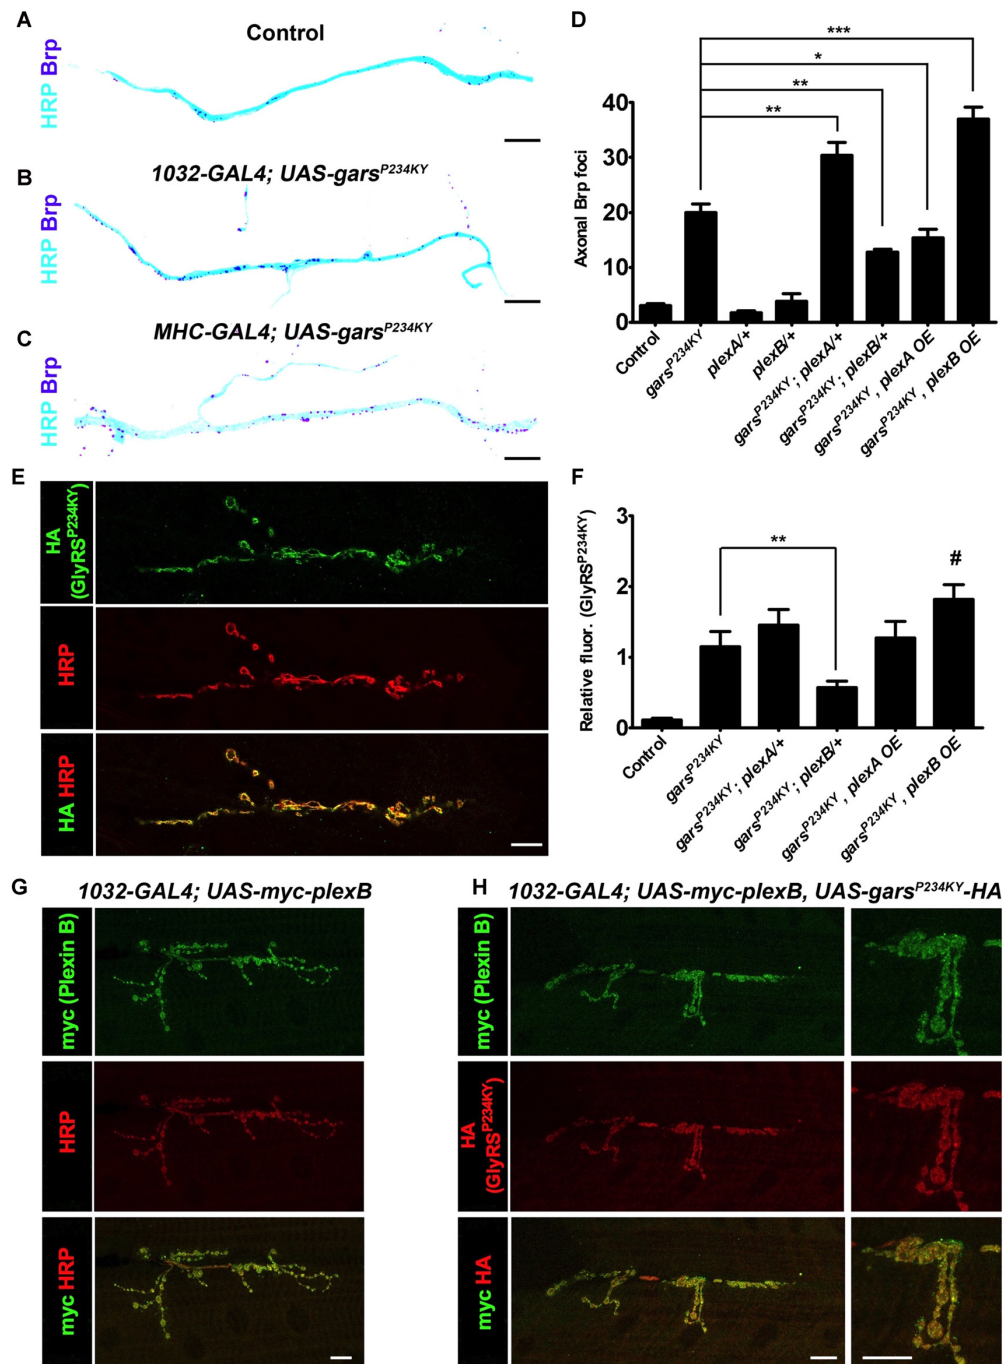 A
Control
HRP Brp
B
1032-GAL4; UAS-gars^P234KY
HRP Brp
C
MHC-GAL4; UAS-gars^P234KY
HRP Brp
D
***
*
**
**
Axonal Brp foci
40
30
20
10
0
Control
gars^P234KY
plexA/+
plexB/+
gars^P234KY; plexA/+
gars^P234KY; plexB/+
gars^P234KY, plexA OE
gars^P234KY, plexB OE
E
HA
(GlyRS^P234KY)
HRP
HA HRP
F
Relative fluor. (GlyRS^P234KY)
3
2
1
0
**
#
Control
gars^P234KY
gars^P234KY; plexA/+
gars^P234KY; plexB/+
gars^P234KY, plexA OE
gars^P234KY, plexB OE
G
1032-GAL4; UAS-myc-plexB
myc (Plexin B)
HRP
myc HRP
H
1032-GAL4; UAS-myc-plexB, UAS-gars^P234KY-HA
myc (Plexin B)
HA
(GlyRS^P234KY)
myc HA